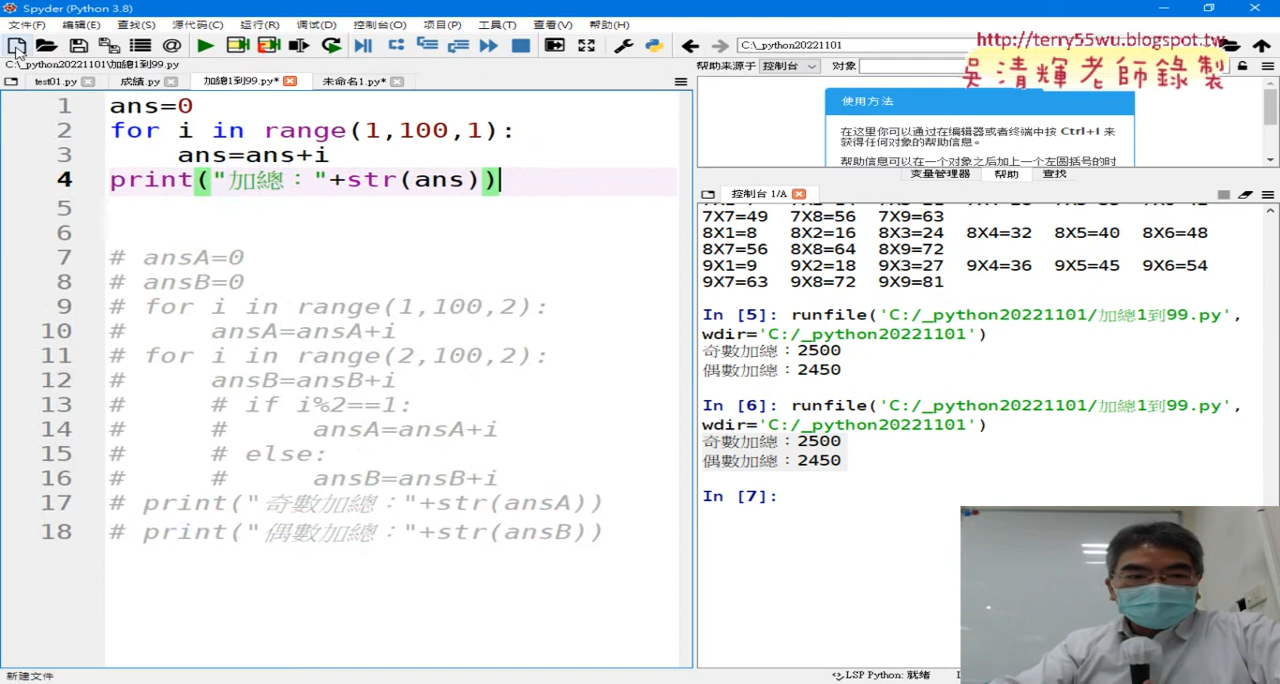 Spyder (Python 3.8)
文件(F) 编辑(E) 查找(S) 源代码(C) 运行(R) 调试(D) 控制台(O) 项目(P) 工具(T) 查看(V) 帮助(H)
C:\_python20221101
http://terry55wu.blogspot.tw
吳清輝老師錄製
C:\_python20221101\加總1到99.py
帮助来源于 控制台 对象
test01.py 成績.py 加總1到99.py* 未命名1.py*
1 ans=0
2 for i in range(1,100,1):
3 ans=ans+i
4 print("加總："+str(ans))
5
6
7 # ansA=0
8 # ansB=0
9 # for i in range(1,100,2):
10 # ansA=ansA+i
11 # for i in range(2,100,2):
12 # ansB=ansB+i
13 # # if i%2==1:
14 # # ansA=ansA+i
15 # # else:
16 # # ansB=ansB+i
17 # print("奇數加總："+str(ansA))
18 # print("偶數加總："+str(ansB))
使用方法
在这里你可以通过在编辑器或者终端中按 Ctrl+I 来
获得任何对象的帮助信息。
帮助信息可以在一个对象之后加上一个左圆括号的时
变量管理器 帮助 查找
控制台 1/A
7X7=49 7X8=56 7X9=63
8X1=8 8X2=16 8X3=24 8X4=32 8X5=40 8X6=48
8X7=56 8X8=64 8X9=72
9X1=9 9X2=18 9X3=27 9X4=36 9X5=45 9X6=54
9X7=63 9X8=72 9X9=81
In [5]: runfile('C:/_python20221101/加總1到99.py',
wdir='C:/_python20221101')
奇數加總：2500
偶數加總：2450
In [6]: runfile('C:/_python20221101/加總1到99.py',
wdir='C:/_python20221101')
奇數加總：2500
偶數加總：2450
In [7]:
新建文件
LSP Python: 就绪